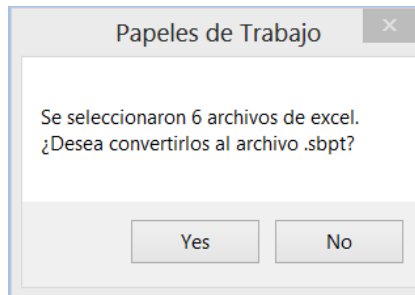 Papeles de Trabajo
Se seleccionaron 6 archivos de excel.
¿Desea convertirlos al archivo .sbpt?
Yes
No